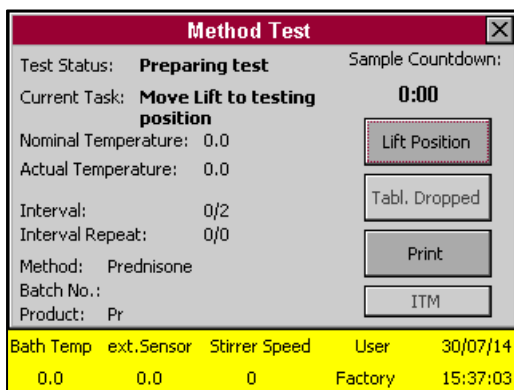 Method Test
Test Status: Preparing test
Sample Countdown:
0:00
Current Task: Move Lift to testing
position
Nominal Temperature: 0.0
Actual Temperature: 0.0
Interval: 0/2
Interval Repeat: 0/0
Method: Prednisone
Batch No.:
Product: Pr
Lift Position
Tabl. Dropped
Print
ITM
Bath Temp ext.Sensor Stirrer Speed User 30/07/14
0.0 0.0 0 Factory 15:37:03